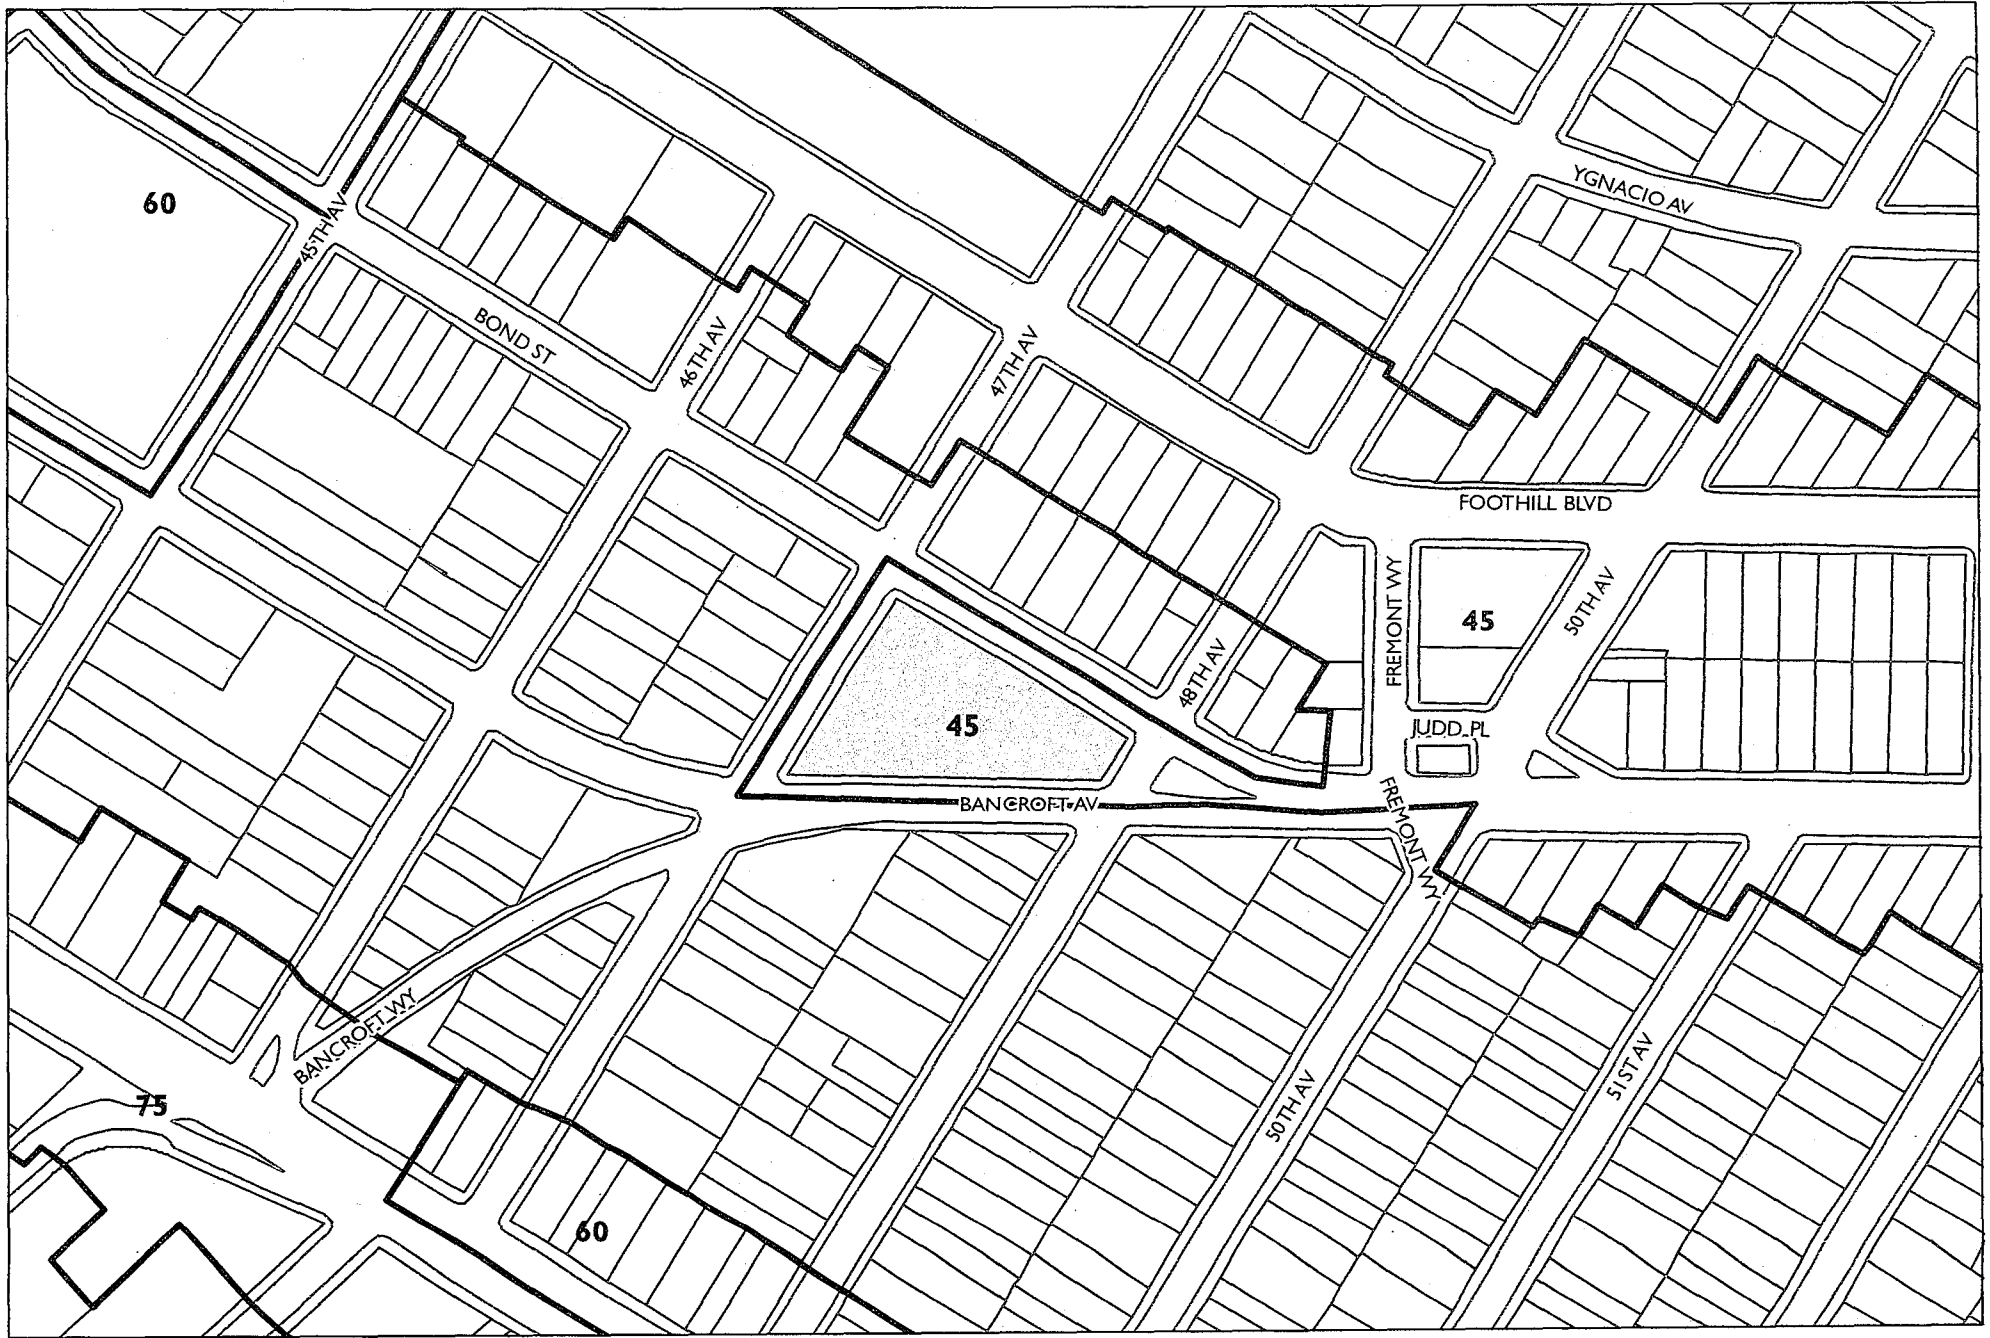 YGNACIO AV
60
45TH AV
BOND ST
46TH AV
47TH AV
FOOTHILL BLVD
FREMONT WY
50TH AV
45
48TH AV
45
JUDD PL
BANCROFT AV
FREMONT WY
BANCROFT WY
51ST AV
50TH AV
75
60